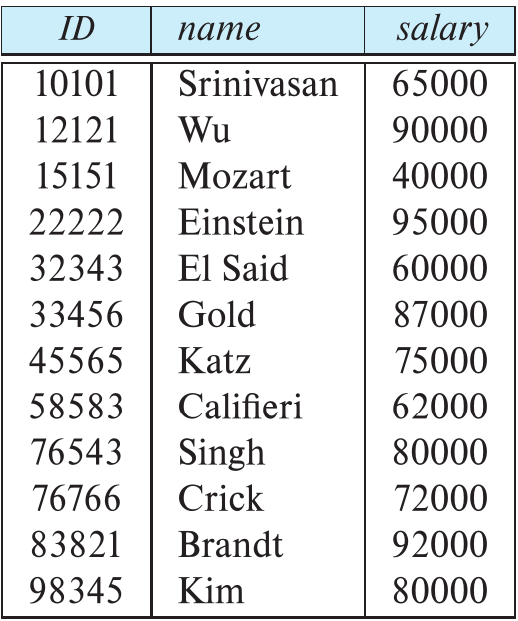 ID name salary
10101 Srinivasan 65000
12121 Wu 90000
15151 Mozart 40000
22222 Einstein 95000
32343 El Said 60000
33456 Gold 87000
45565 Katz 75000
58583 Califieri 62000
76543 Singh 80000
76766 Crick 72000
83821 Brandt 92000
98345 Kim 80000